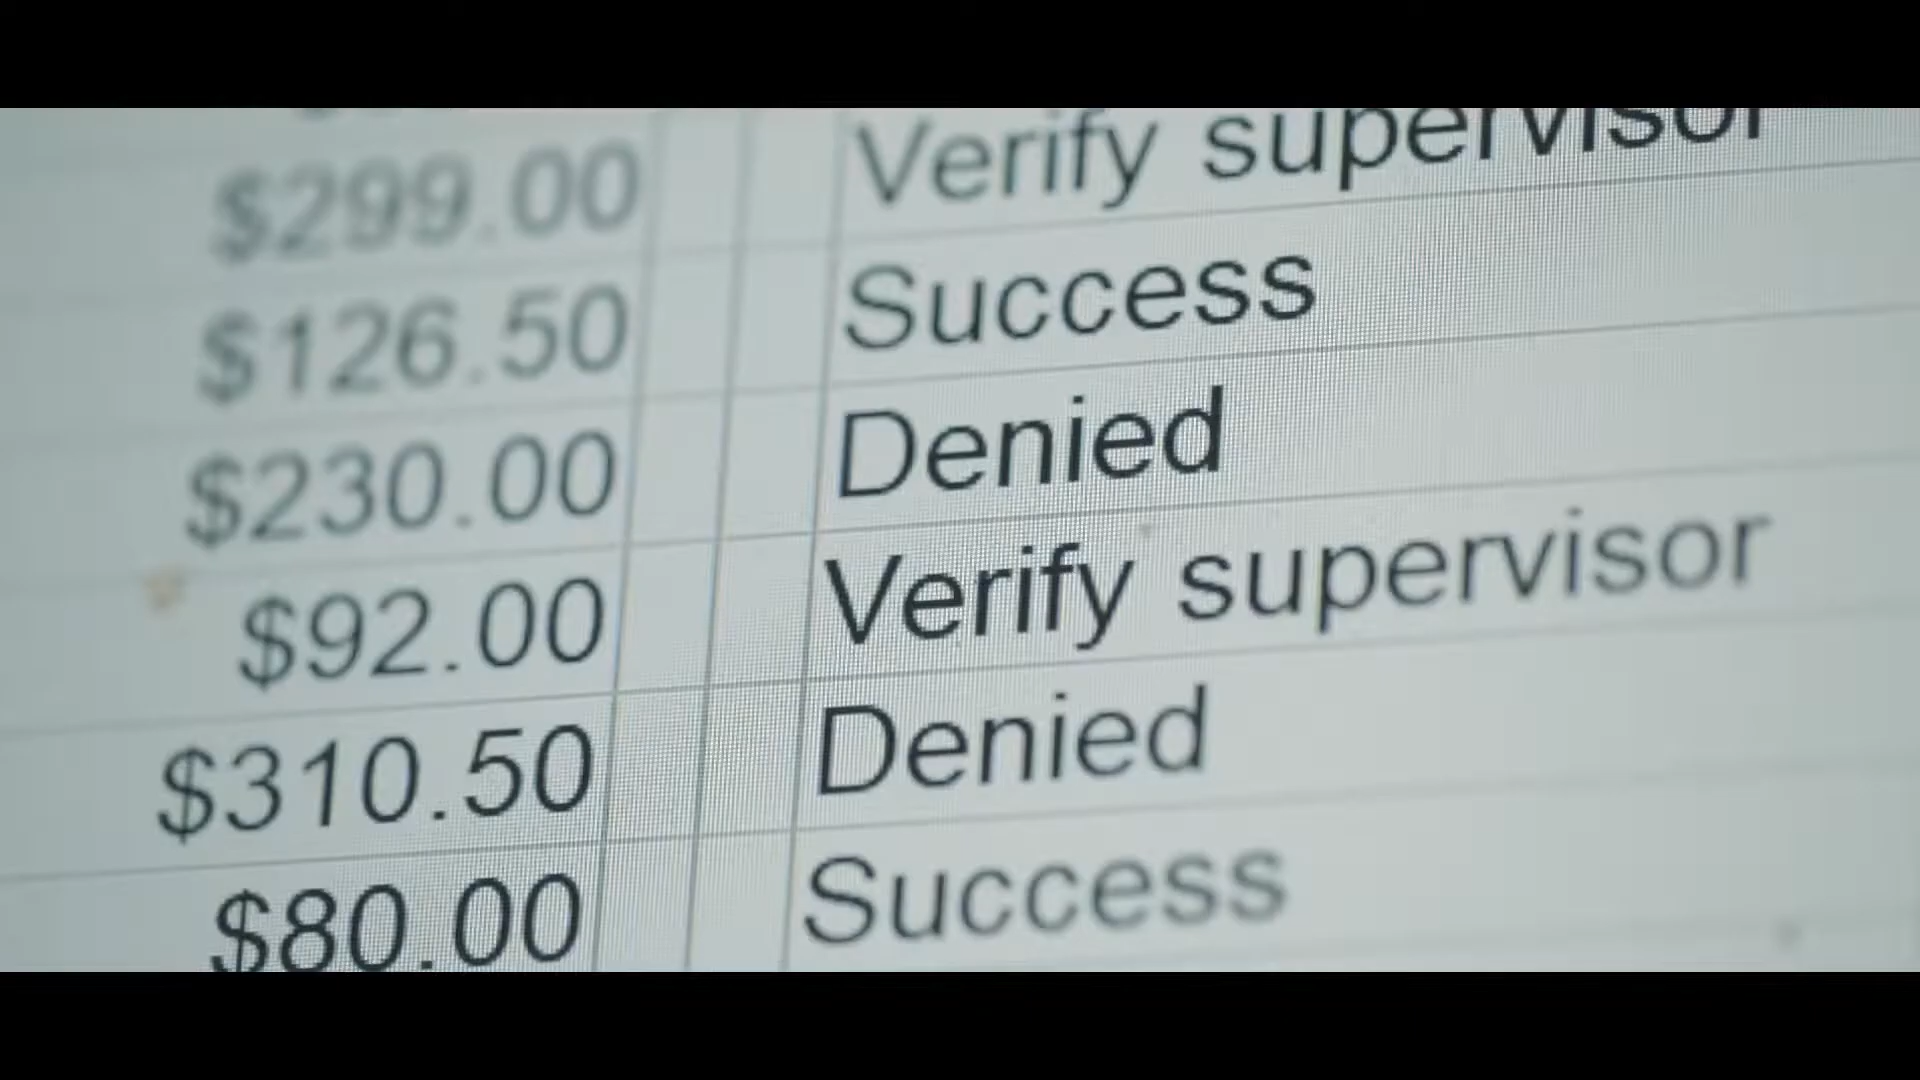 $299.00 Verify supervisor
$126.50 Success
$230.00 Denied
$92.00 Verify supervisor
$310.50 Denied
$80.00 Success